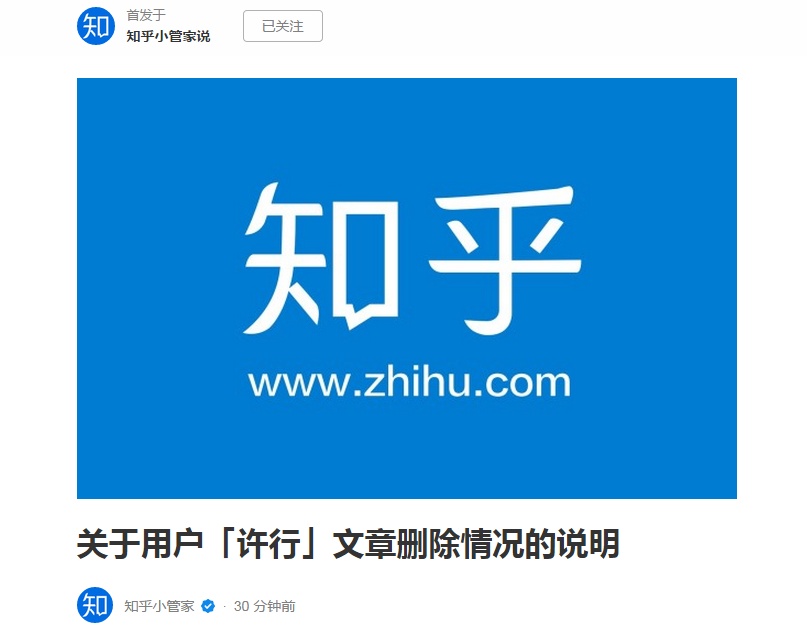 知
首发于
知乎小管家说
已关注
知乎
www.zhihu.com
关于用户「许行」文章删除情况的说明
知
知乎小管家 · 30 分钟前